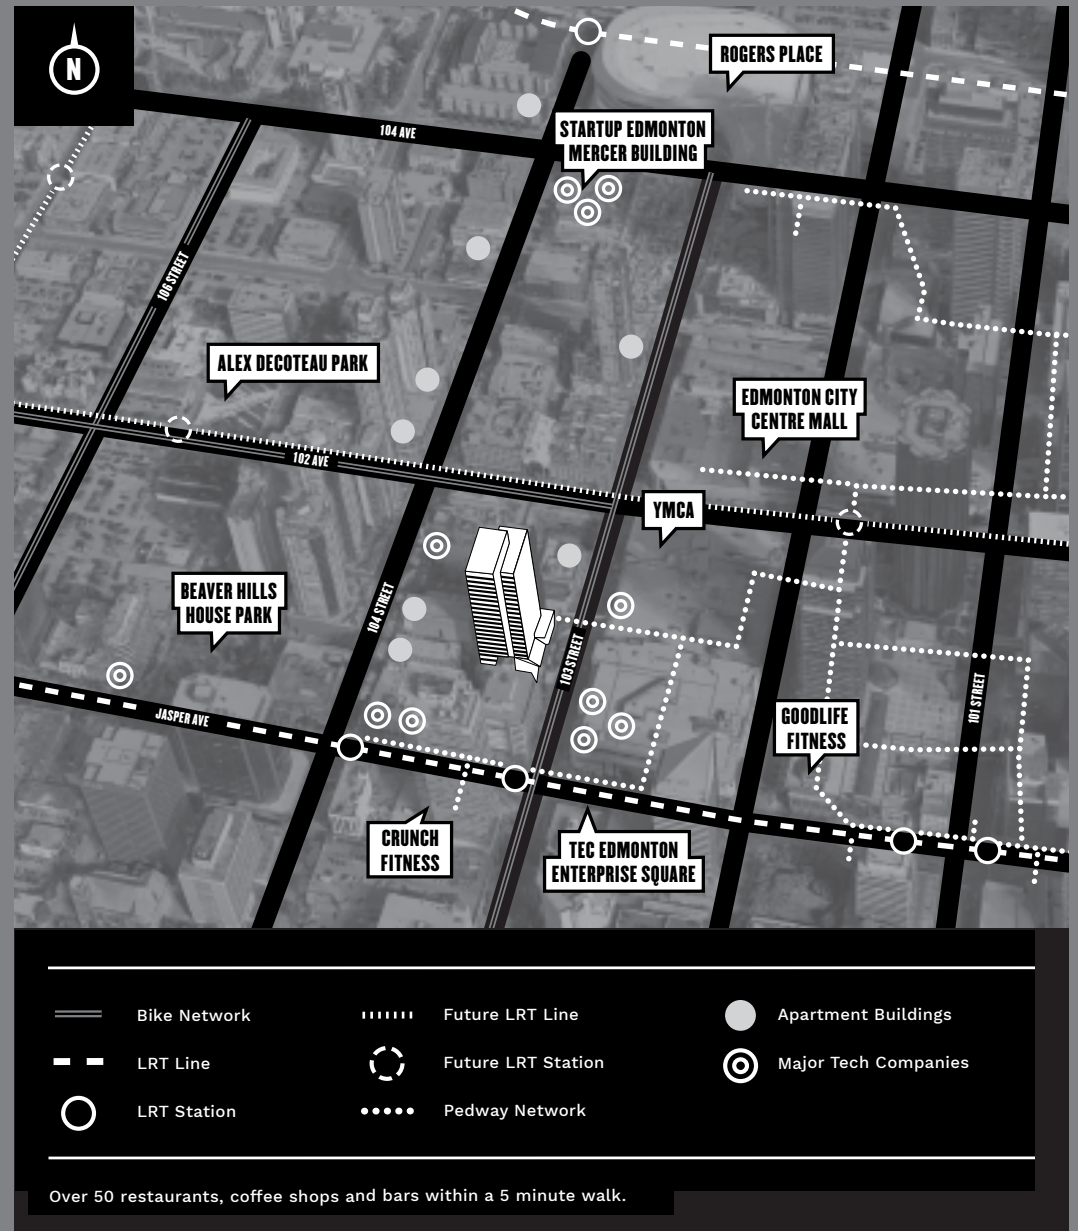 N
ROGERS PLACE
104 AVE
STARTUP EDMONTON
MERCER BUILDING
106 STREET
ALEX DECOTEAU PARK
EDMONTON CITY
CENTRE MALL
102 AVE
YMCA
BEAVER HILLS
HOUSE PARK
104 STREET
103 STREET
101 STREET
JASPER AVE
GOODLIFE
FITNESS
CRUNCH
FITNESS
TEC EDMONTON
ENTERPRISE SQUARE
Bike Network
LRT Line
LRT Station
Future LRT Line
Future LRT Station
Pedway Network
Apartment Buildings
Major Tech Companies
Over 50 restaurants, coffee shops and bars within a 5 minute walk.